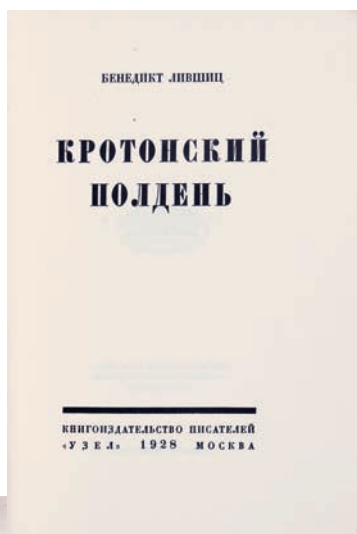 БЕНЕДИКТ ЛИВШИЦ
КРОТОНСКИЙ
ПОЛДЕНЬ
КНИГОИЗДАТЕЛЬСТВО ПИСАТЕЛЕЙ
«УЗЕЛ» 1928 МОСКВА